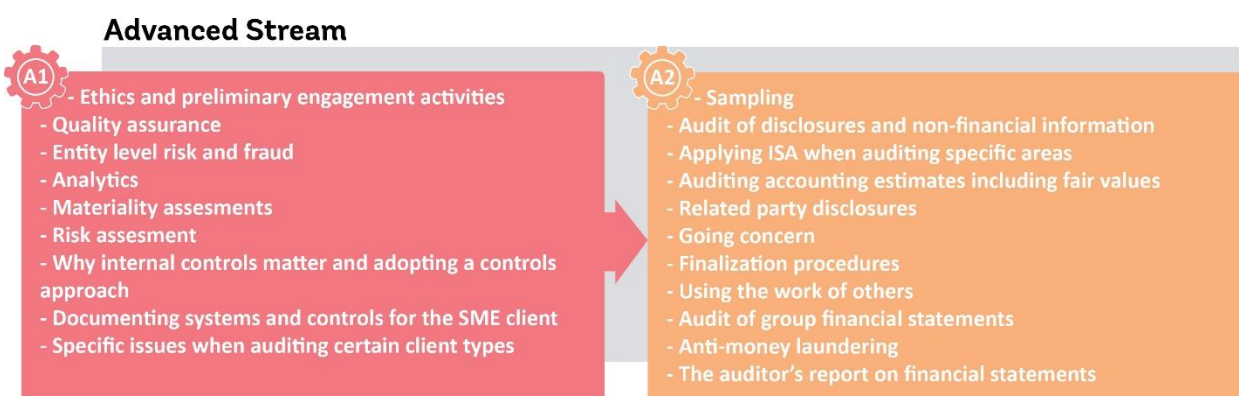 Advanced Stream
A1
- Ethics and preliminary engagement activities
- Quality assurance
- Entity level risk and fraud
- Analytics
- Materiality assesments
- Risk assesment
- Why internal controls matter and adopting a controls
approach
- Documenting systems and controls for the SME client
- Specific issues when auditing certain client types
A2
- Sampling
- Audit of disclosures and non-financial information
- Applying ISA when auditing specific areas
- Auditing accounting estimates including fair values
- Related party disclosures
- Going concern
- Finalization procedures
- Using the work of others
- Audit of group financial statements
- Anti-money laundering
- The auditor’s report on financial statements